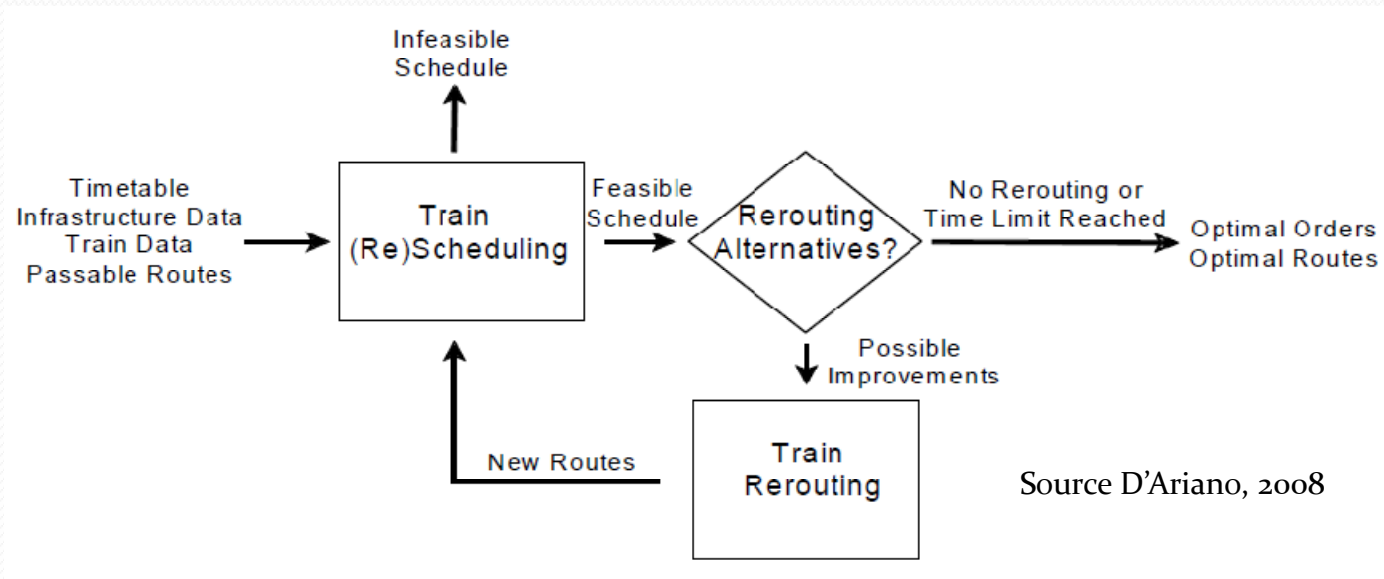 Infeasible
Schedule
Timetable
Infrastructure Data
Train Data
Passable Routes
Train
(Re)Scheduling
Feasible
Schedule
Rerouting
Alternatives?
No Rerouting or
Time Limit Reached
Optimal Orders
Optimal Routes
Possible
Improvements
Train
Rerouting
New Routes
Source D’Ariano, 2008